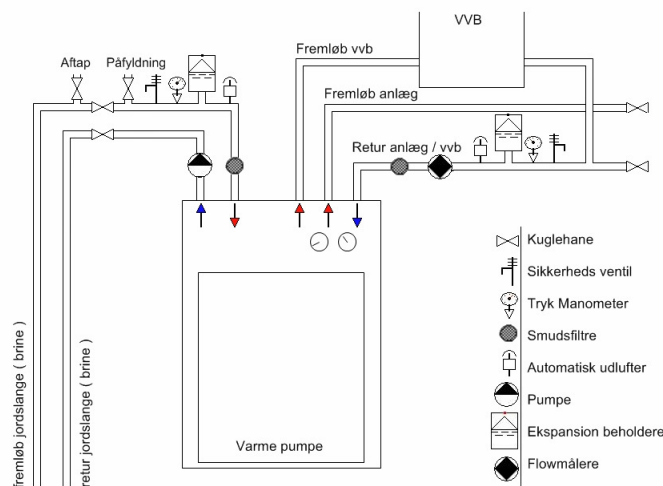 VVB
Fremløb vvb
Aftap
Påfyldning
Fremløb anlæg
Retur anlæg / vvb
Kuglehane
Sikkerheds ventil
Tryk Manometer
Smudsfiltre
Automatisk udlufter
Pumpe
Ekspansion beholdere
Flowmålere
Varme pumpe
fremløb jordslange ( brine )
retur jordslange ( brine )